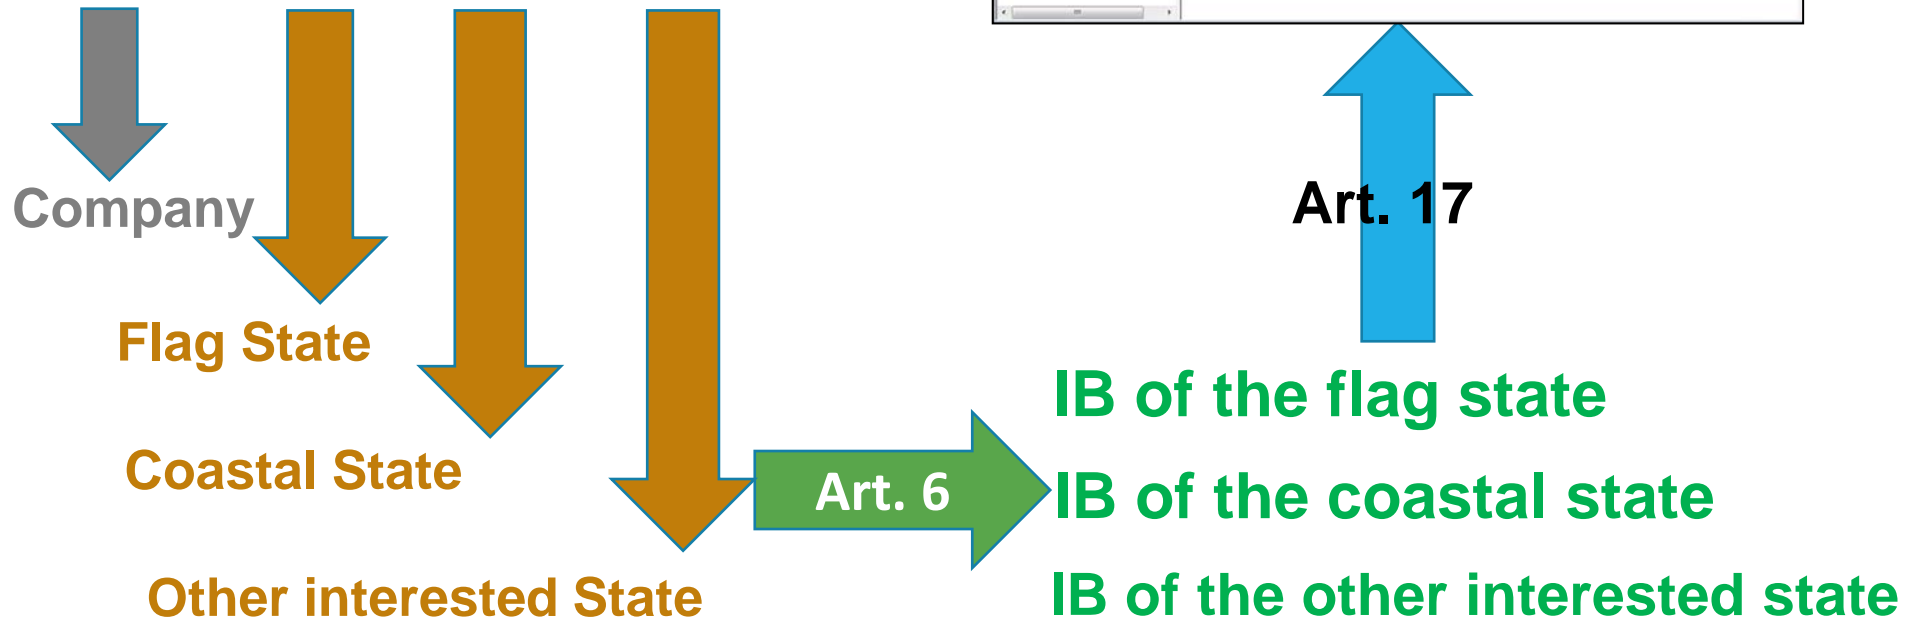 Company
Art. 17
Flag State
IB of the flag state
Coastal State
Art. 6
IB of the coastal state
Other interested State
IB of the other interested state